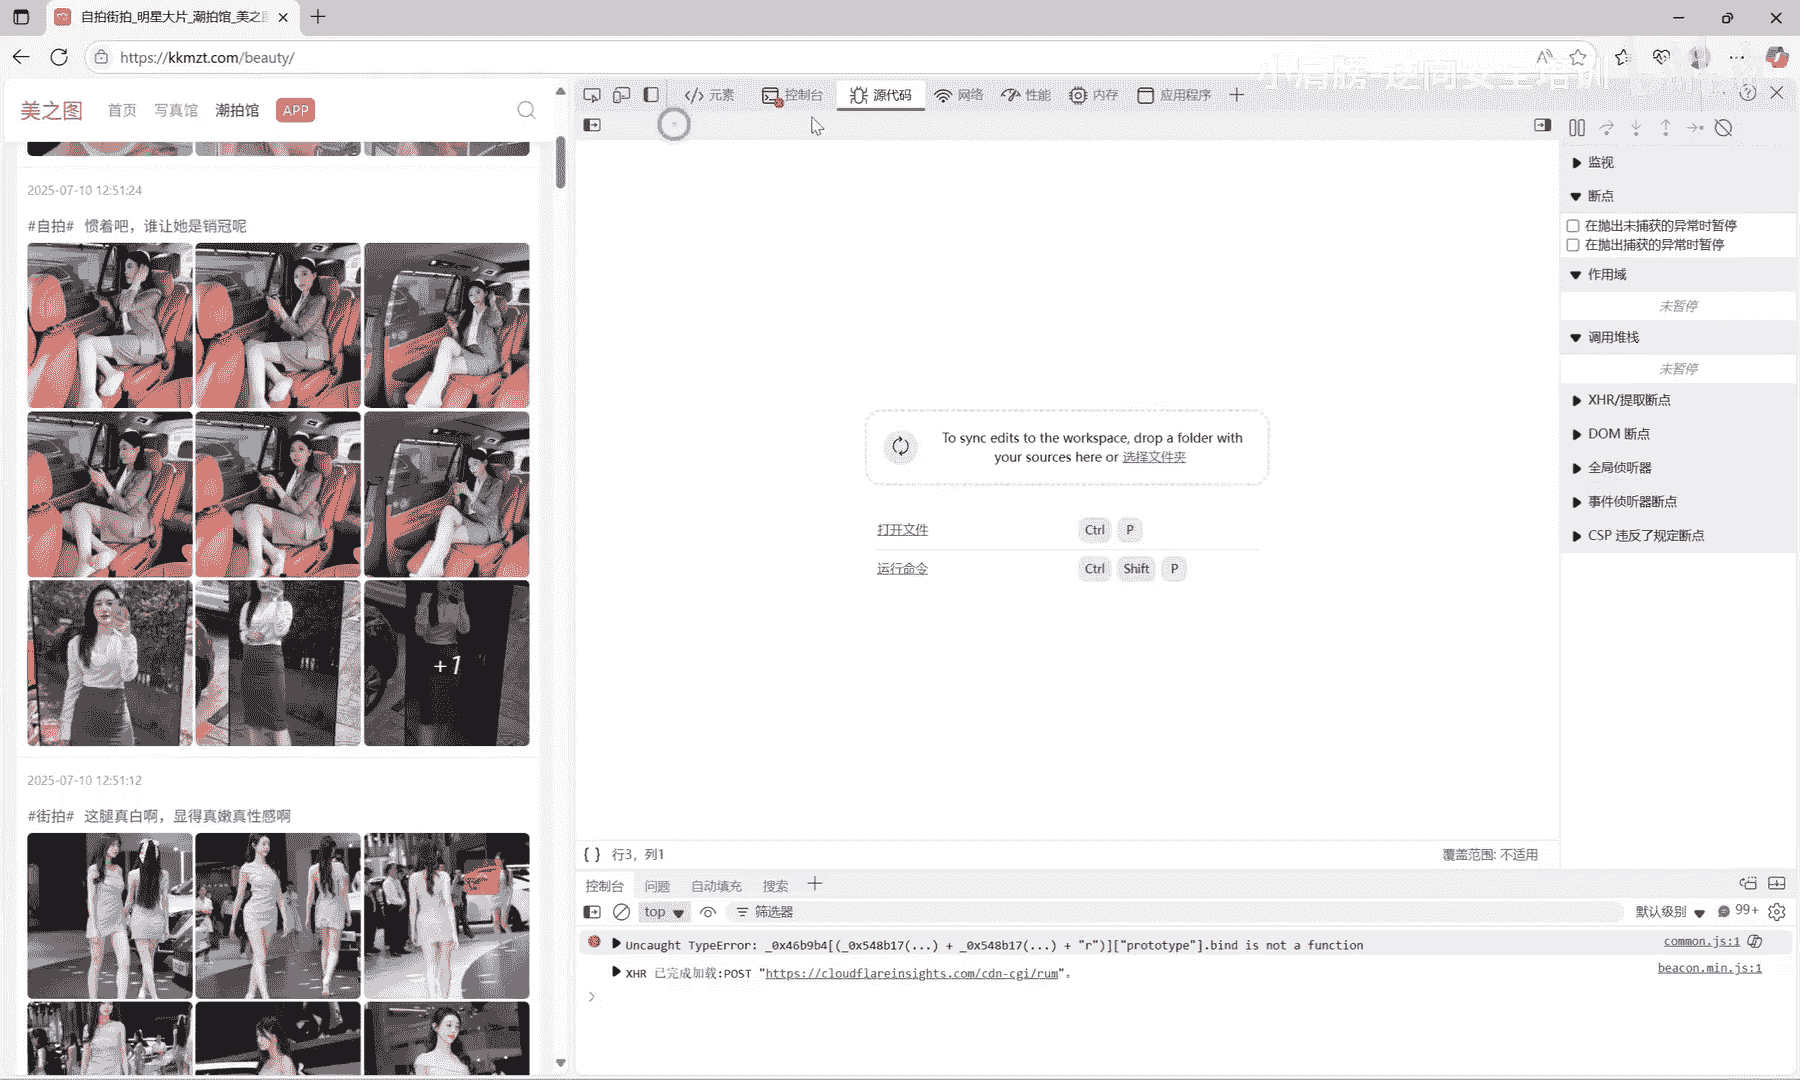 自拍街拍_明星大片_潮拍馆_美之图
https://kkmzt.com/beauty/
小肩膀-逆向安全培训
美之图 首页 写真馆 潮拍馆 APP
元素 控制台 源代码 网络 性能 内存 应用程序
2025-07-10 12:51:24
#自拍# 惯着吧，谁让她是销冠呢
+1
2025-07-10 12:51:12
#街拍# 这腿真白啊，显得真嫩真性感啊
To sync edits to the workspace, drop a folder with
your sources here or 选择文件夹
打开文件 Ctrl P
运行命令 Ctrl Shift P
{ } 行3，列1 覆盖范围: 不适用
监视
断点
在抛出未捕获的异常时暂停
在抛出捕获的异常时暂停
作用域
未暂停
调用堆栈
未暂停
XHR/提取断点
DOM 断点
全局侦听器
事件侦听器断点
CSP 违反了规定断点
控制台 问题 自动填充 搜索
top 筛选器 默认级别 99+
Uncaught TypeError: _0x46b9b4[(_0x548b17(...) + _0x548b17(...) + "r")]["prototype"].bind is not a function common.js:1
XHR 已完成加载:POST "https://cloudflareinsights.com/cdn-cgi/rum"。 beacon.min.js:1